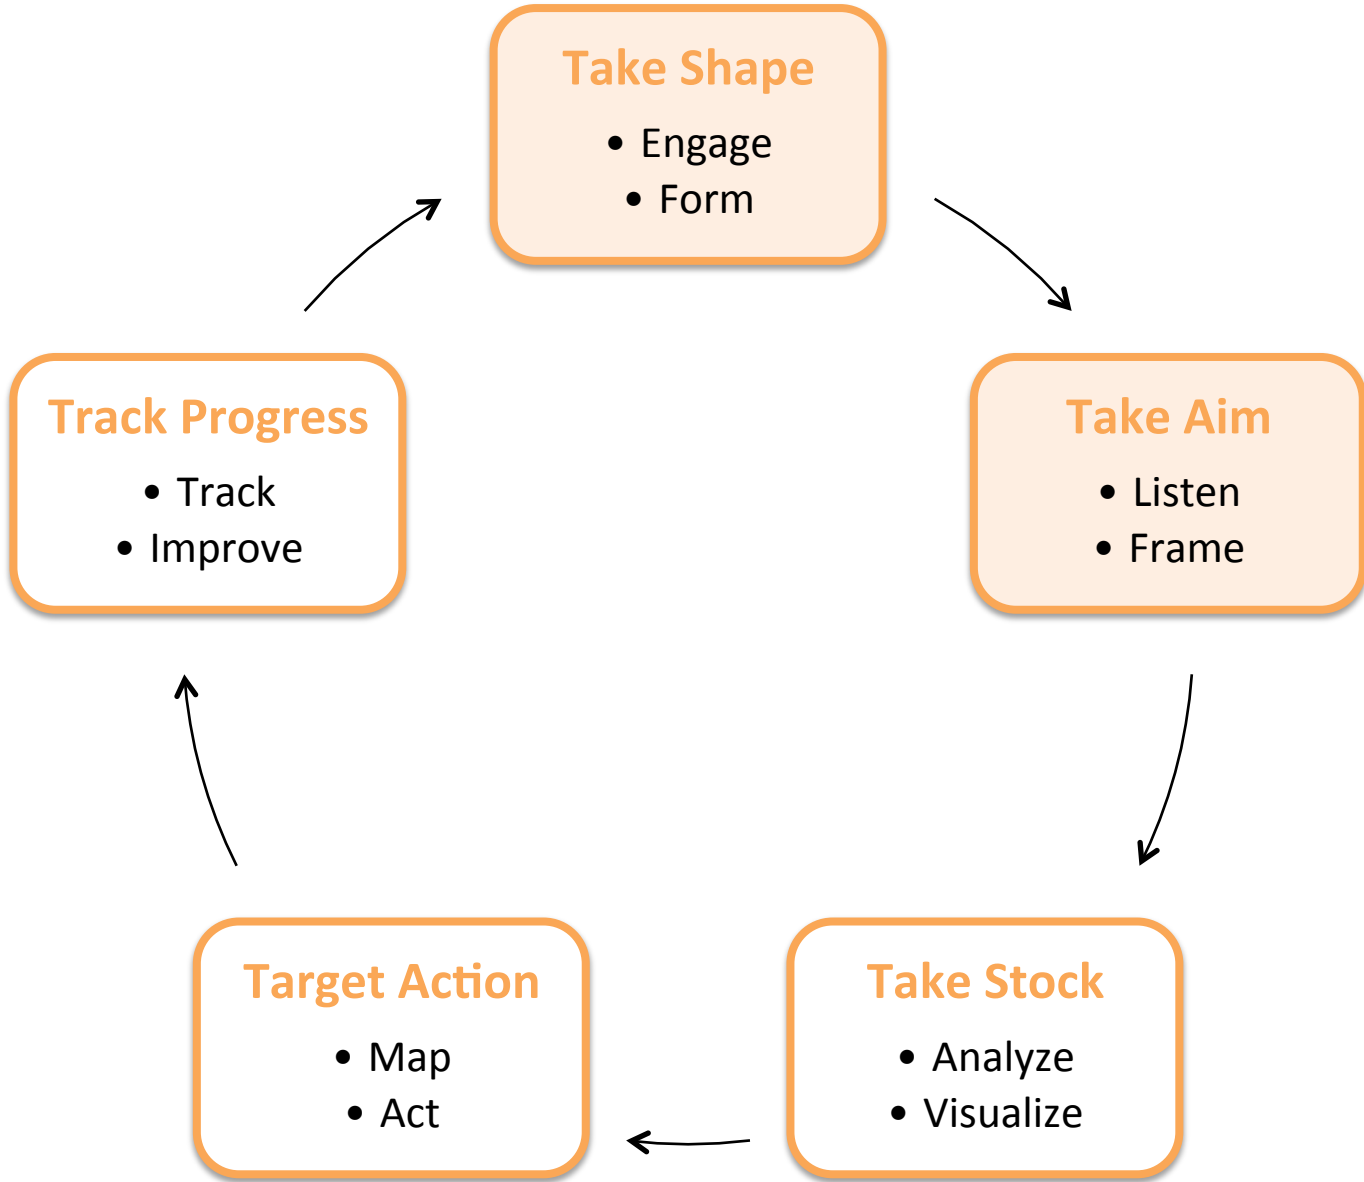 Take Shape
• Engage
• Form
Take Aim
• Listen
• Frame
Take Stock
• Analyze
• Visualize
Target Action
• Map
• Act
Track Progress
• Track
• Improve